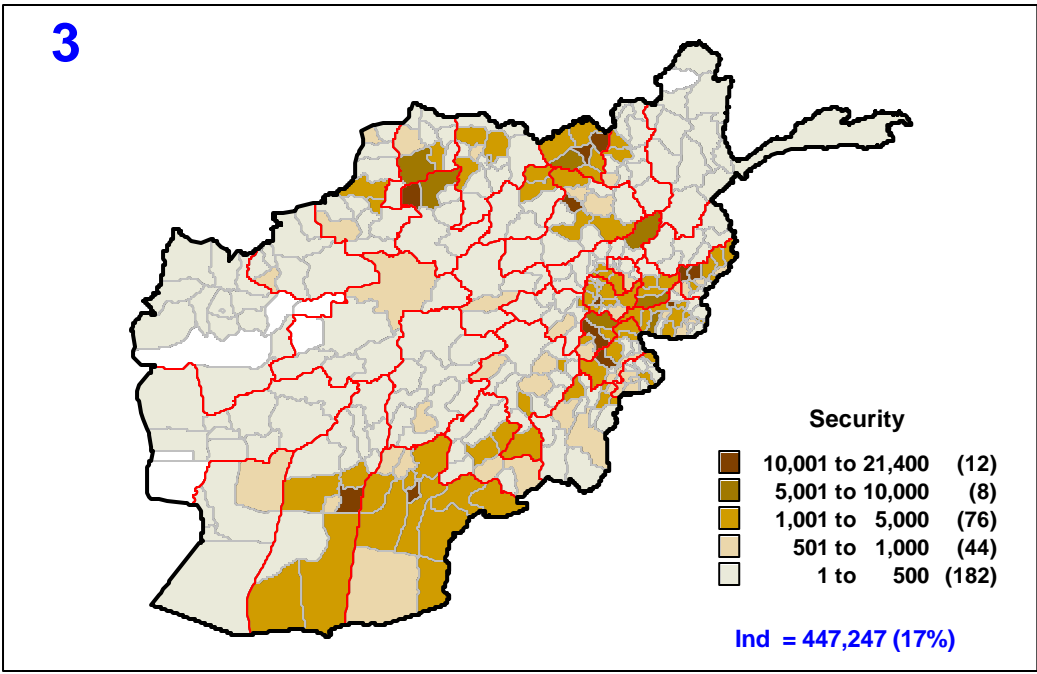 3
Security
10,001 to 21,400 (12)
5,001 to 10,000 (8)
1,001 to 5,000 (76)
501 to 1,000 (44)
1 to 500 (182)
Ind = 447,247 (17%)